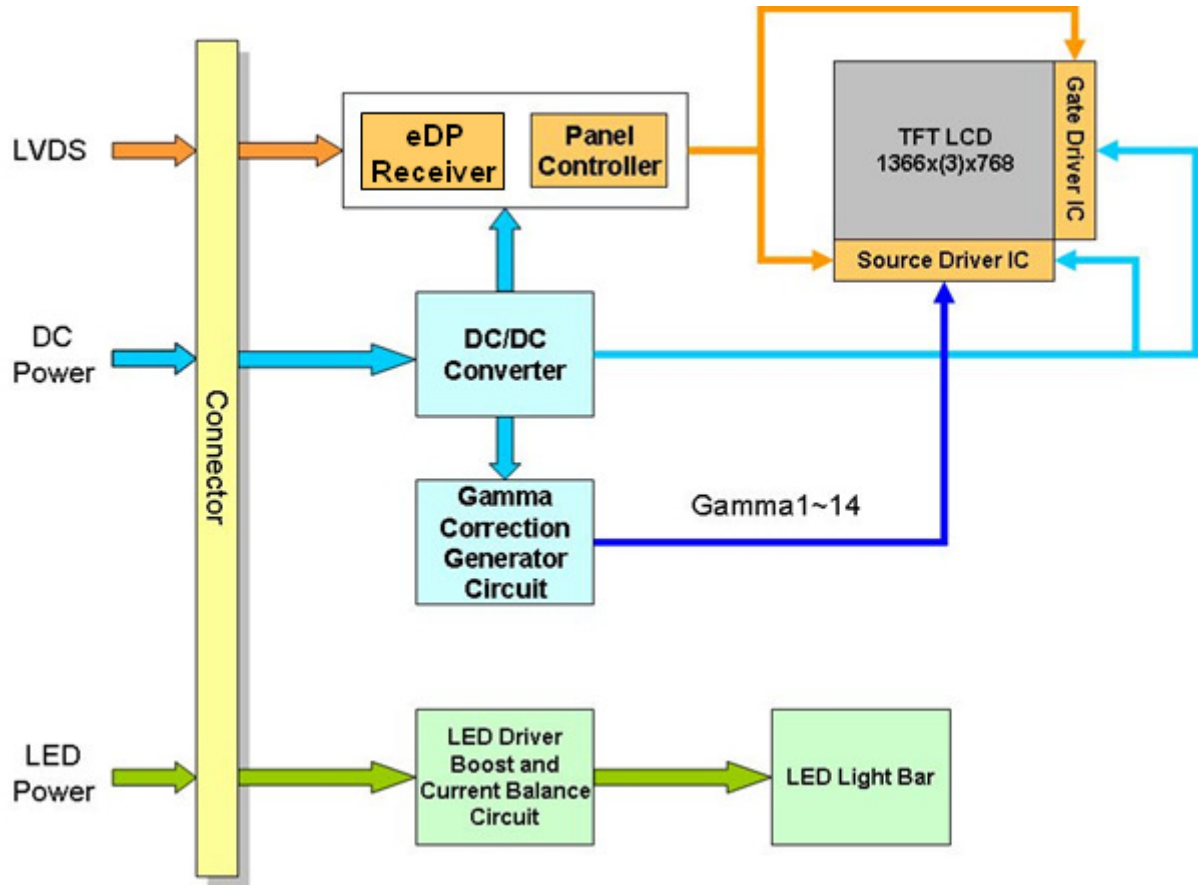 LVDS
eDP
Receiver
Panel
Controller
TFT LCD
1366x(3)x768
Gate Driver IC
Source Driver IC
DC
Power
DC/DC
Converter
Connector
Gamma
Correction
Generator
Circuit
Gamma1~14
LED
Power
LED Driver
Boost and
Current Balance
Circuit
LED Light Bar